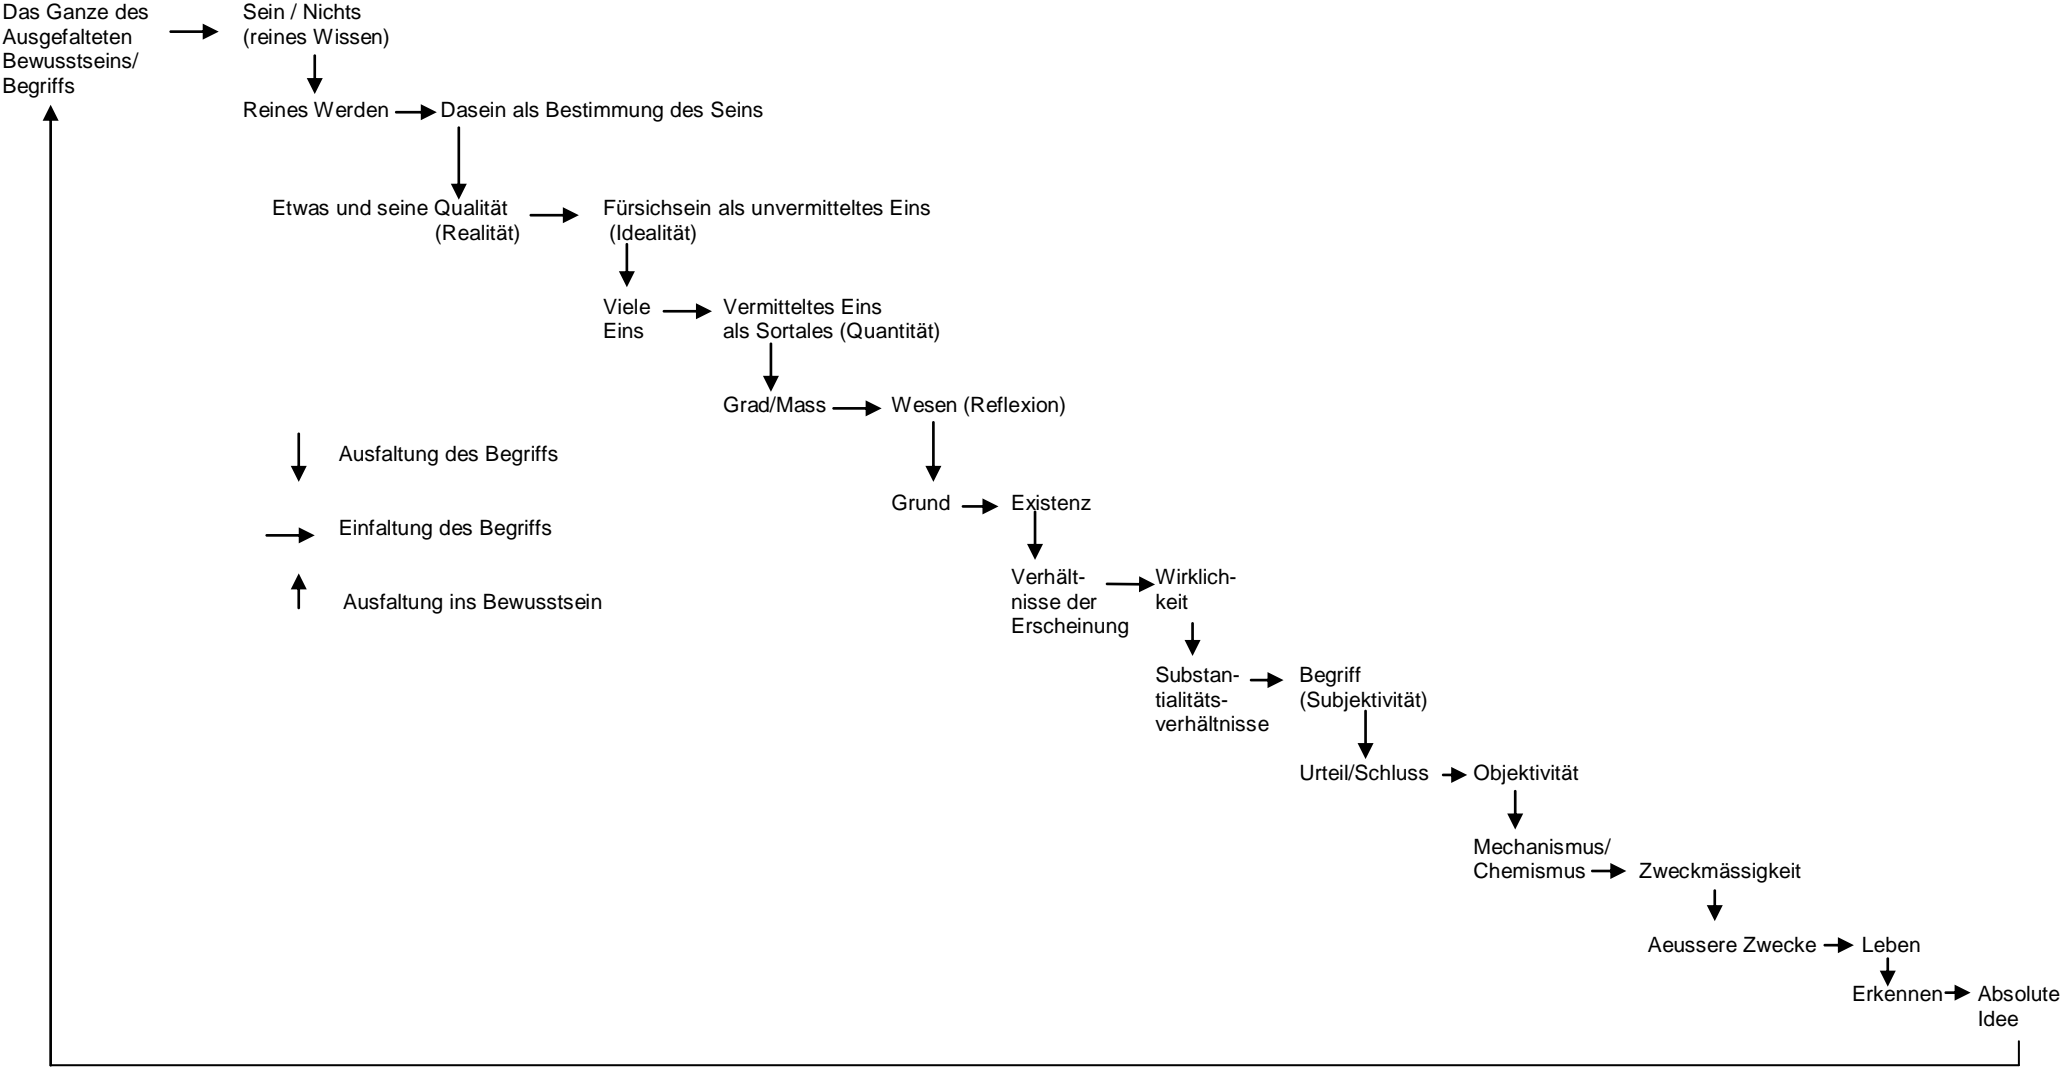 Das Ganze des
Ausgefalteten
Bewusstseins/
Begriffs
Sein / Nichts
(reines Wissen)
Reines Werden
Dasein als Bestimmung des Seins
Etwas und seine Qualität
(Realität)
Fürsichsein als unvermitteltes Eins
(Idealität)
Viele
Eins
Vermitteltes Eins
als Sortales (Quantität)
Grad/Mass
Wesen (Reflexion)
Ausfaltung des Begriffs
Einfaltung des Begriffs
Ausfaltung ins Bewusstsein
Grund
Existenz
Verhält-
nisse der
Erscheinung
Wirklich-
keit
Substan-
tialitäts-
verhältnisse
Begriff
(Subjektivität)
Urteil/Schluss
Objektivität
Mechanismus/
Chemismus
Zweckmässigkeit
Aeussere Zwecke
Leben
Erkennen
Absolute
Idee